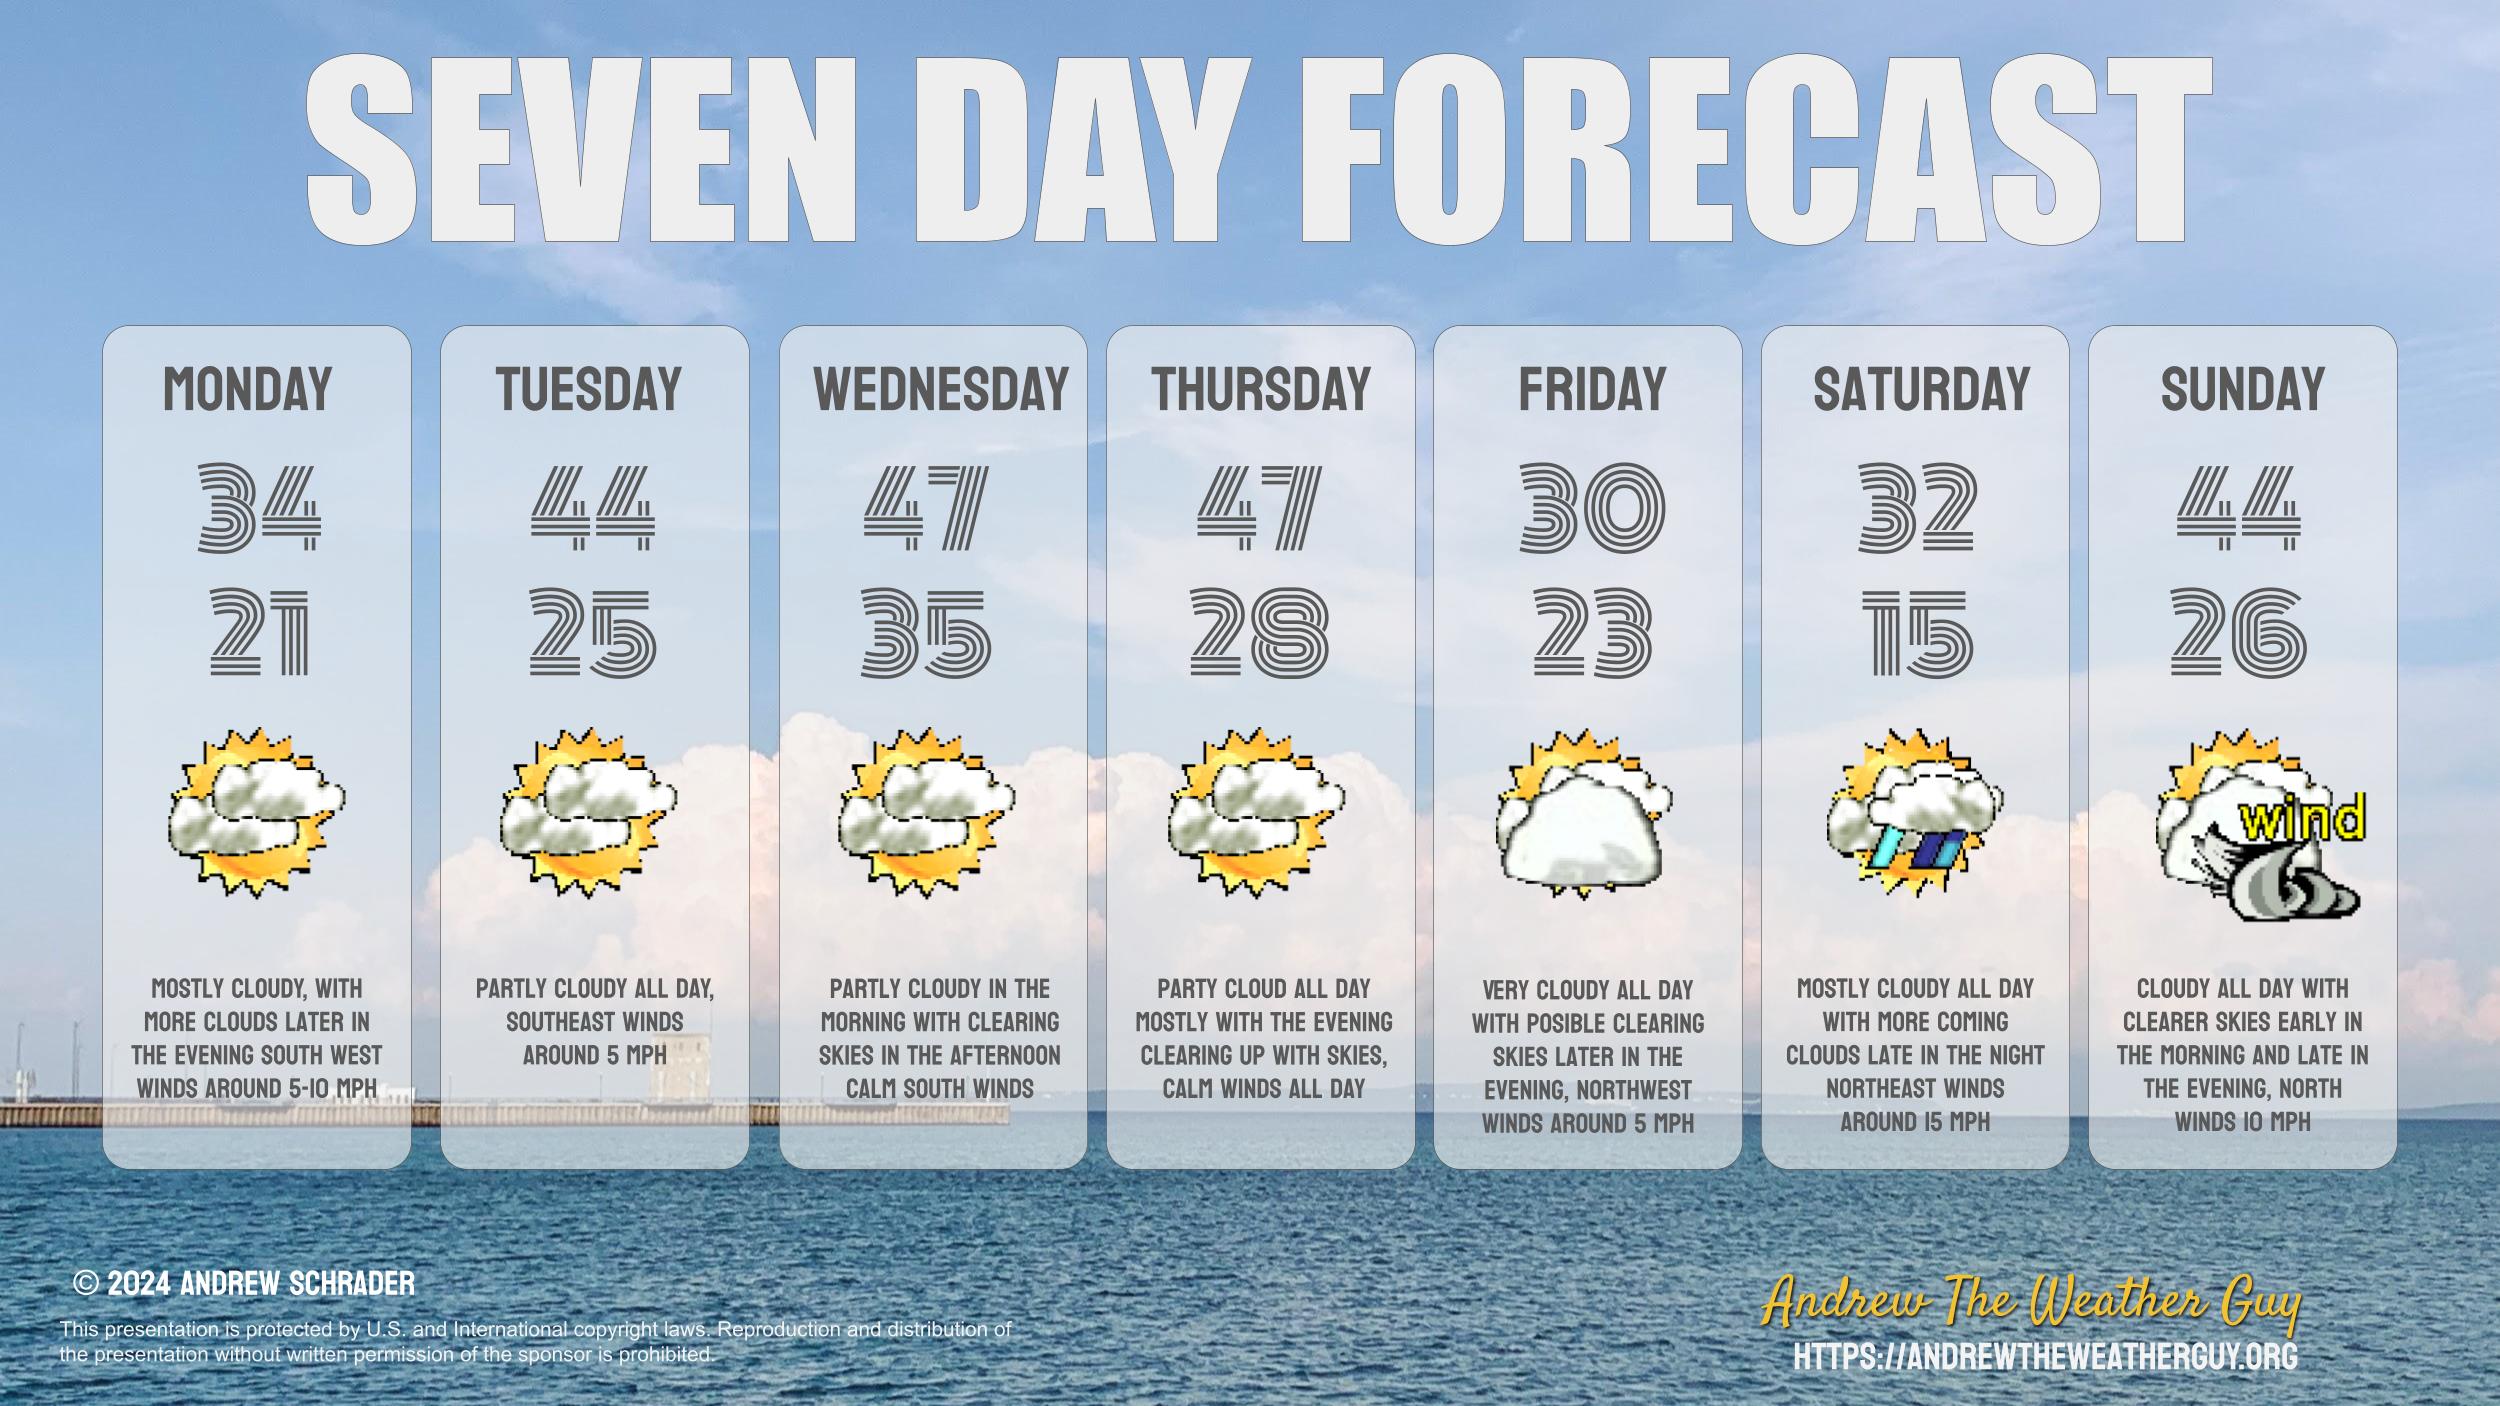 SEVEN DAY FORECAST
MONDAY
34
21
MOSTLY CLOUDY, WITH
MORE CLOUDS LATER IN
THE EVENING SOUTH WEST
WINDS AROUND 5-10 MPH
TUESDAY
44
25
PARTLY CLOUDY ALL DAY,
SOUTHEAST WINDS
AROUND 5 MPH
WEDNESDAY
47
35
PARTLY CLOUDY IN THE
MORNING WITH CLEARING
SKIES IN THE AFTERNOON
CALM SOUTH WINDS
THURSDAY
47
28
PARTY CLOUD ALL DAY
MOSTLY WITH THE EVENING
CLEARING UP WITH SKIES,
CALM WINDS ALL DAY
FRIDAY
30
23
VERY CLOUDY ALL DAY
WITH POSIBLE CLEARING
SKIES LATER IN THE
EVENING, NORTHWEST
WINDS AROUND 5 MPH
SATURDAY
32
15
MOSTLY CLOUDY ALL DAY
WITH MORE COMING
CLOUDS LATE IN THE NIGHT
NORTHEAST WINDS
AROUND 15 MPH
SUNDAY
44
26
wind
CLOUDY ALL DAY WITH
CLEARER SKIES EARLY IN
THE MORNING AND LATE IN
THE EVENING, NORTH
WINDS 10 MPH
© 2024 ANDREW SCHRADER
This presentation is protected by U.S. and International copyright laws. Reproduction and distribution of
the presentation without written permission of the sponsor is prohibited.
Andrew The Weather Guy
HTTPS://ANDREWTHEWEATHERGUY.ORG